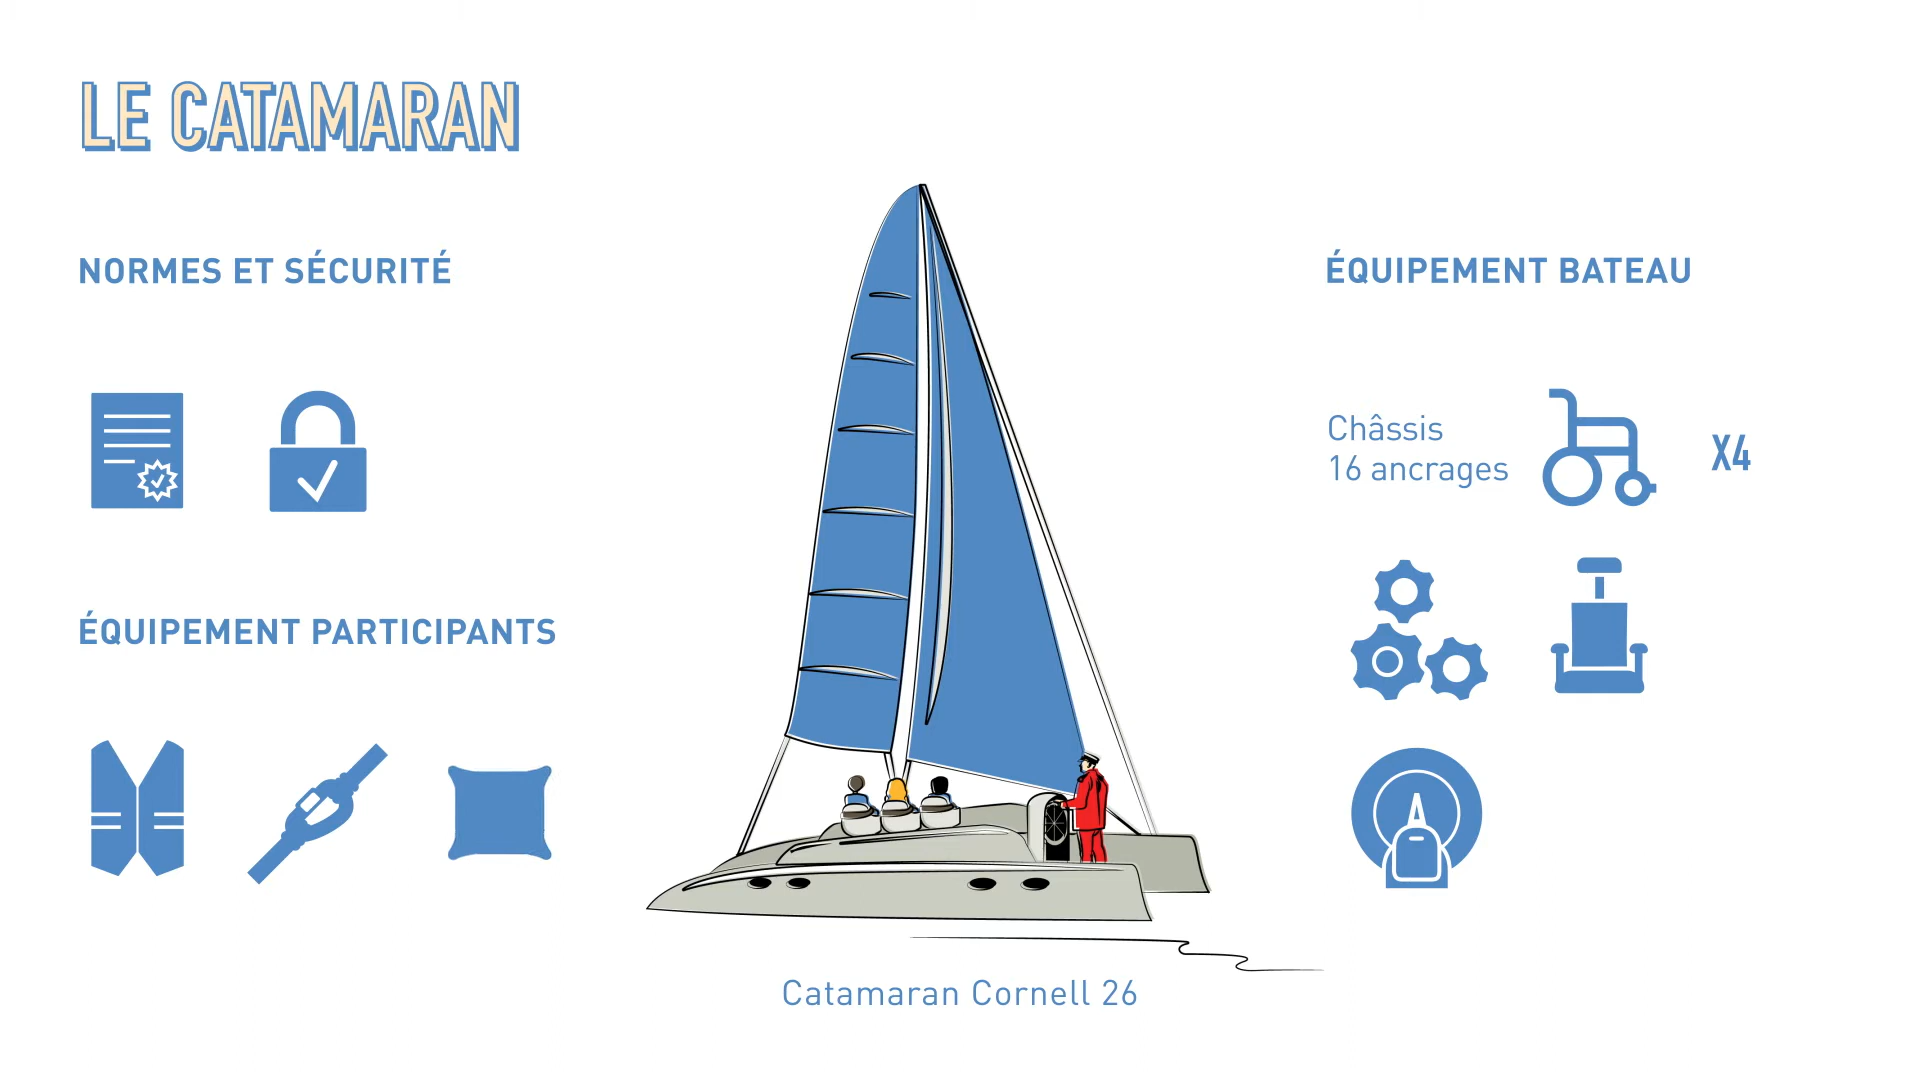 LE CATAMARAN
NORMES ET SÉCURITÉ
ÉQUIPEMENT PARTICIPANTS
ÉQUIPEMENT BATEAU
Châssis
16 ancrages
X4
Catamaran Cornell 26